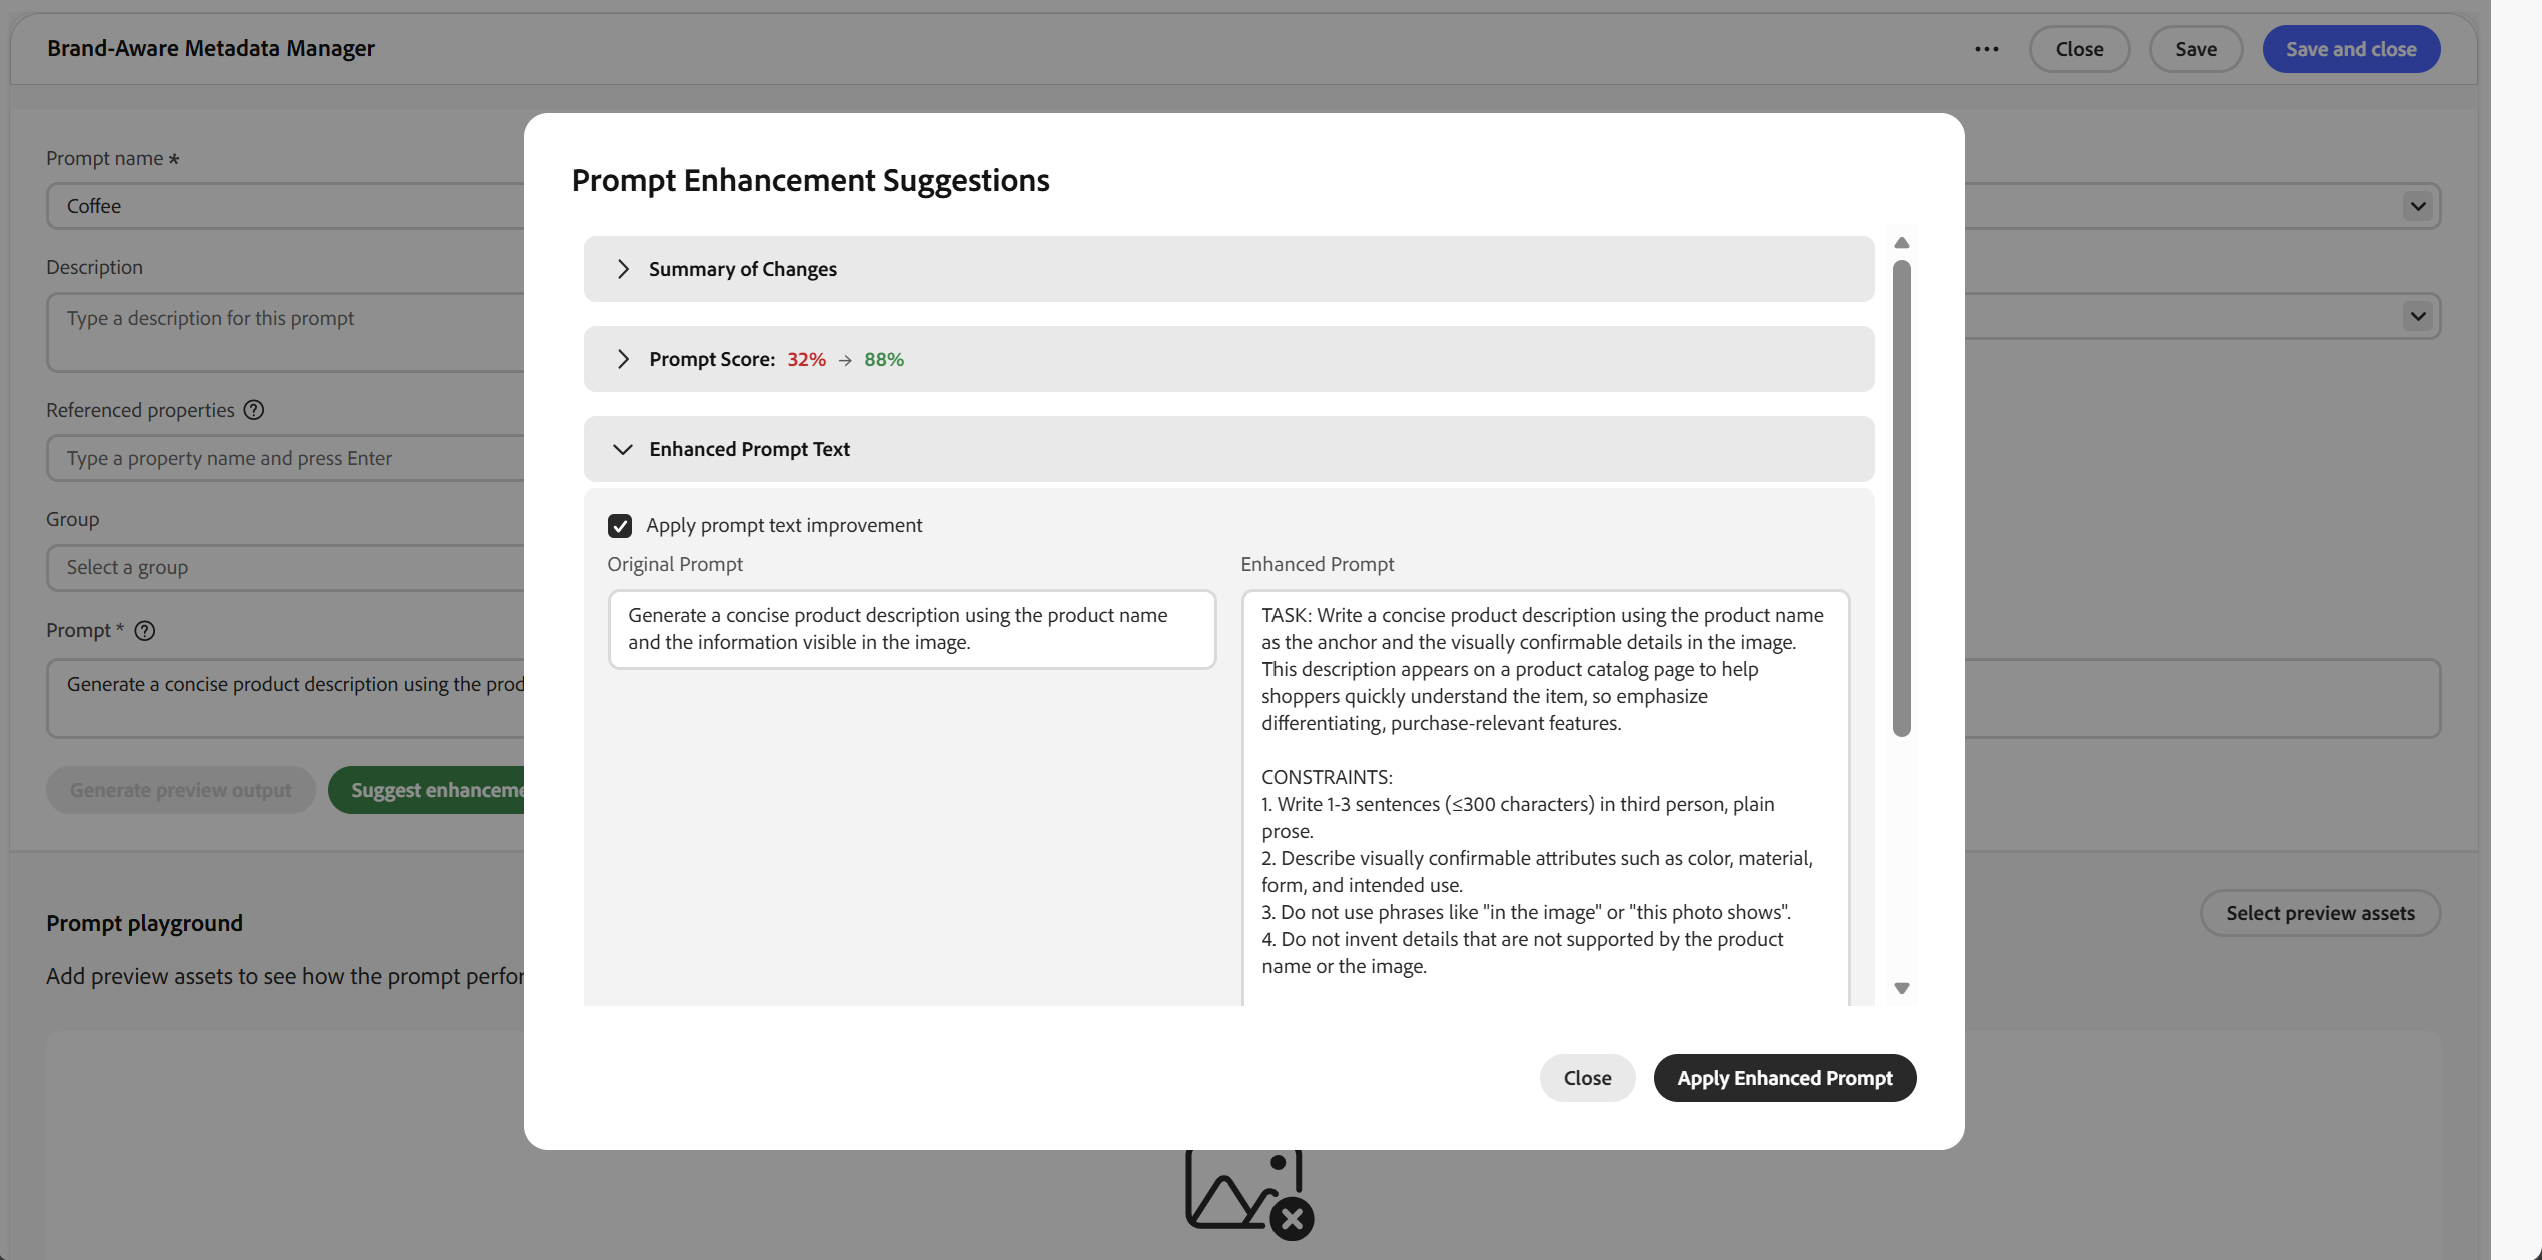 Brand-Aware Metadata Manager
Close
Save
Save and close
Prompt name *
Coffee
Description
Type a description for this prompt
Referenced properties
Type a property name and press Enter
Group
Select a group
Prompt *
Generate a concise product description using the prod
Generate preview output
Suggest enhanceme
Prompt playground
Select preview assets
Add preview assets to see how the prompt perfor
Prompt Enhancement Suggestions
Summary of Changes
Prompt Score: 32% → 88%
Enhanced Prompt Text
Apply prompt text improvement
Original Prompt
Generate a concise product description using the product name
and the information visible in the image.
Enhanced Prompt
TASK: Write a concise product description using the product name
as the anchor and the visually confirmable details in the image.
This description appears on a product catalog page to help
shoppers quickly understand the item, so emphasize
differentiating, purchase-relevant features.
CONSTRAINTS:
1. Write 1-3 sentences (≤300 characters) in third person, plain
prose.
2. Describe visually confirmable attributes such as color, material,
form, and intended use.
3. Do not use phrases like "in the image" or "this photo shows".
4. Do not invent details that are not supported by the product
name or the image.
Close
Apply Enhanced Prompt